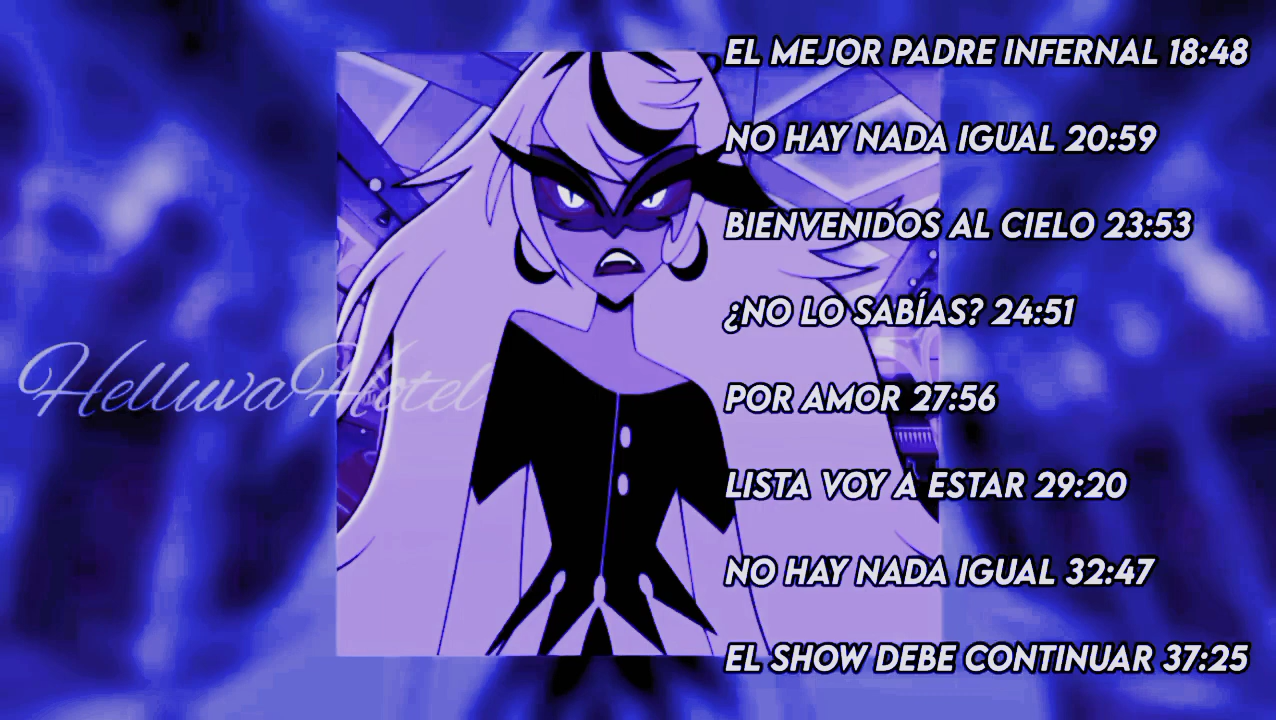 EL MEJOR PADRE INFERNAL 18:48
NO HAY NADA IGUAL 20:59
BIENVENIDOS AL CIELO 23:53
¿NO LO SABÍAS? 24:51
Helluva Hotel
POR AMOR 27:56
LISTA VOY A ESTAR 29:20
NO HAY NADA IGUAL 32:47
EL SHOW DEBE CONTINUAR 37:25